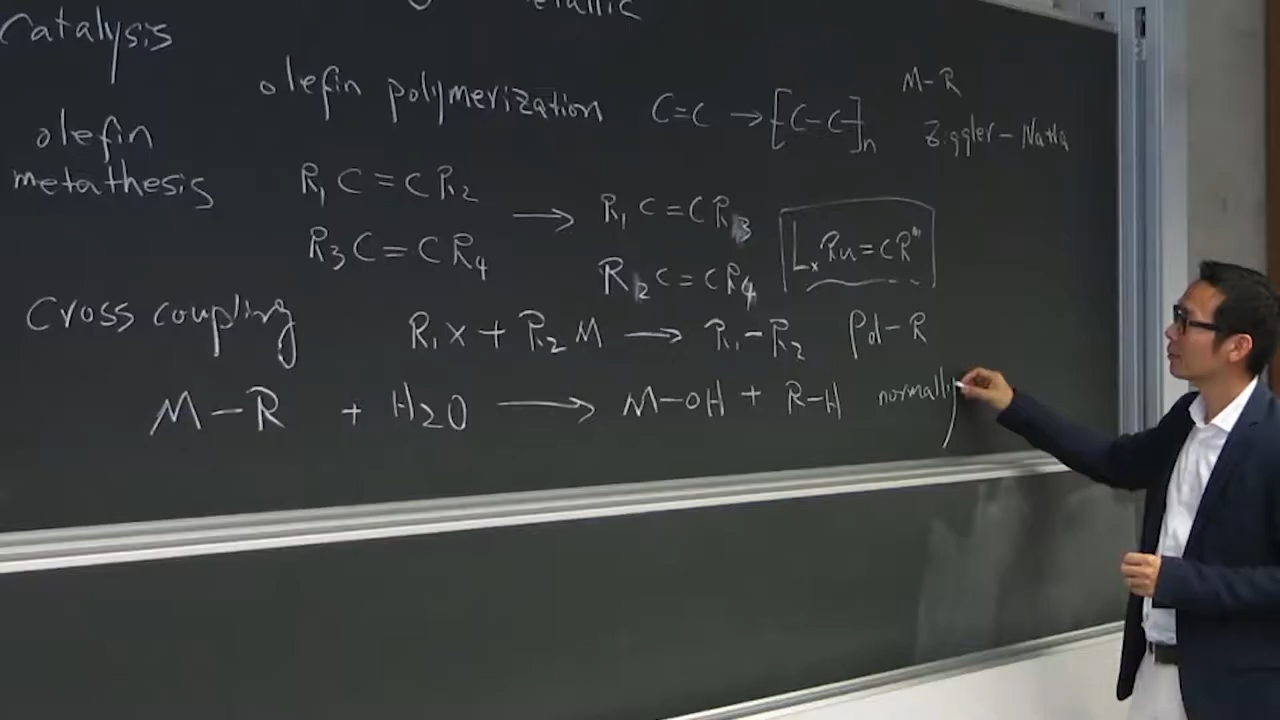 Catalysis
olefin polymerization C=C → [C-C]n M-R
Ziggler-Natta
olefin
metathesis R1C=CR2 → R1C=CR3
R3C=CR4 R2C=CR4 LxRu=CR"
Cross coupling R1X + R2M → R1-R2 Pd-R
M-R + H2O → M-OH + R-H normally